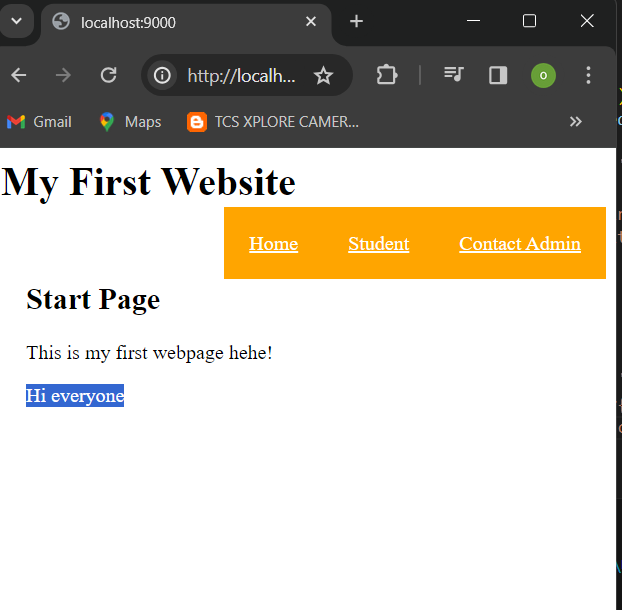 localhost:9000
http://localh...
o
Gmail
Maps
TCS XPLORE CAMER...
My First Website
Home Student Contact Admin
Start Page
This is my first webpage hehe!
Hi everyone